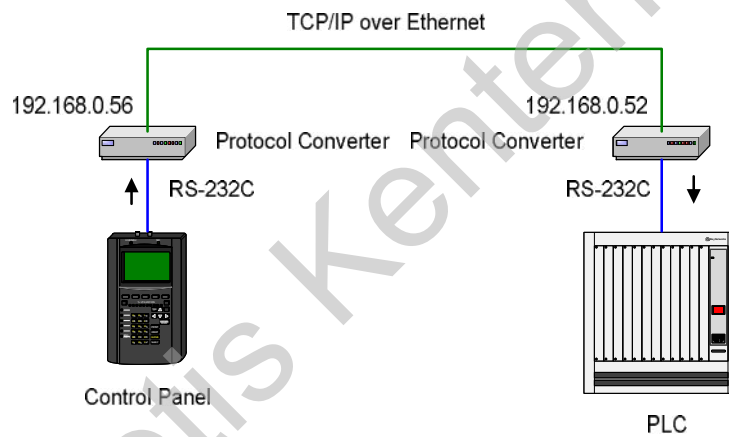 TCP/IP over Ethernet
192.168.0.56
192.168.0.52
Protocol Converter
Protocol Converter
RS-232C
RS-232C
Control Panel
PLC